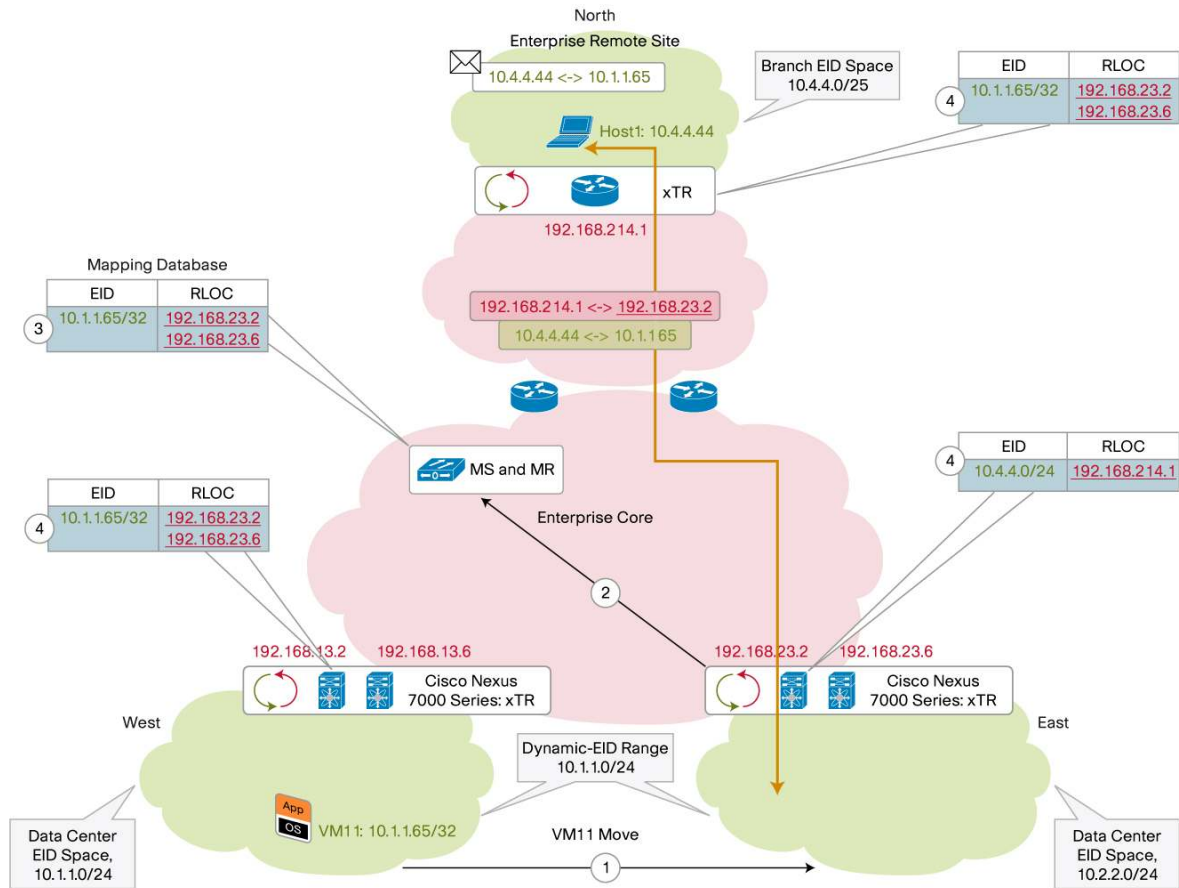 North
Enterprise Remote Site
10.4.4.44 <-> 10.1.1.65
Host1: 10.4.4.44
Branch EID Space
10.4.4.0/25
EID RLOC
4 10.1.1.65/32 192.168.23.2
192.168.23.6
xTR
192.168.214.1
Mapping Database
EID RLOC
3 10.1.1.65/32 192.168.23.2
192.168.23.6
192.168.214.1 <-> 192.168.23.2
10.4.4.44 <-> 10.1.1 65
MS and MR
EID RLOC
4 10.4.4.0/24 192.168.214.1
EID RLOC
4 10.1.1.65/32 192.168.23.2
192.168.23.6
Enterprise Core
2
192.168.13.2 192.168.13.6
Cisco Nexus
7000 Series: xTR
192.168.23.2 192.168.23.6
Cisco Nexus
7000 Series: xTR
West
East
Dynamic-EID Range
10.1.1.0/24
App
OS
VM11: 10.1.1.65/32
Data Center
EID Space,
10.1.1.0/24
VM11 Move
1
Data Center
EID Space,
10.2.2.0/24